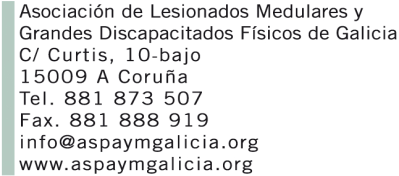 Asociación de Lesionados Medulares y
Grandes Discapacitados Físicos de Galicia
C/ Curtis, 10-bajo
15009 A Coruña
Tel. 881 873 507
Fax. 881 888 919
info@aspaymgalicia.org
www.aspaymgalicia.org